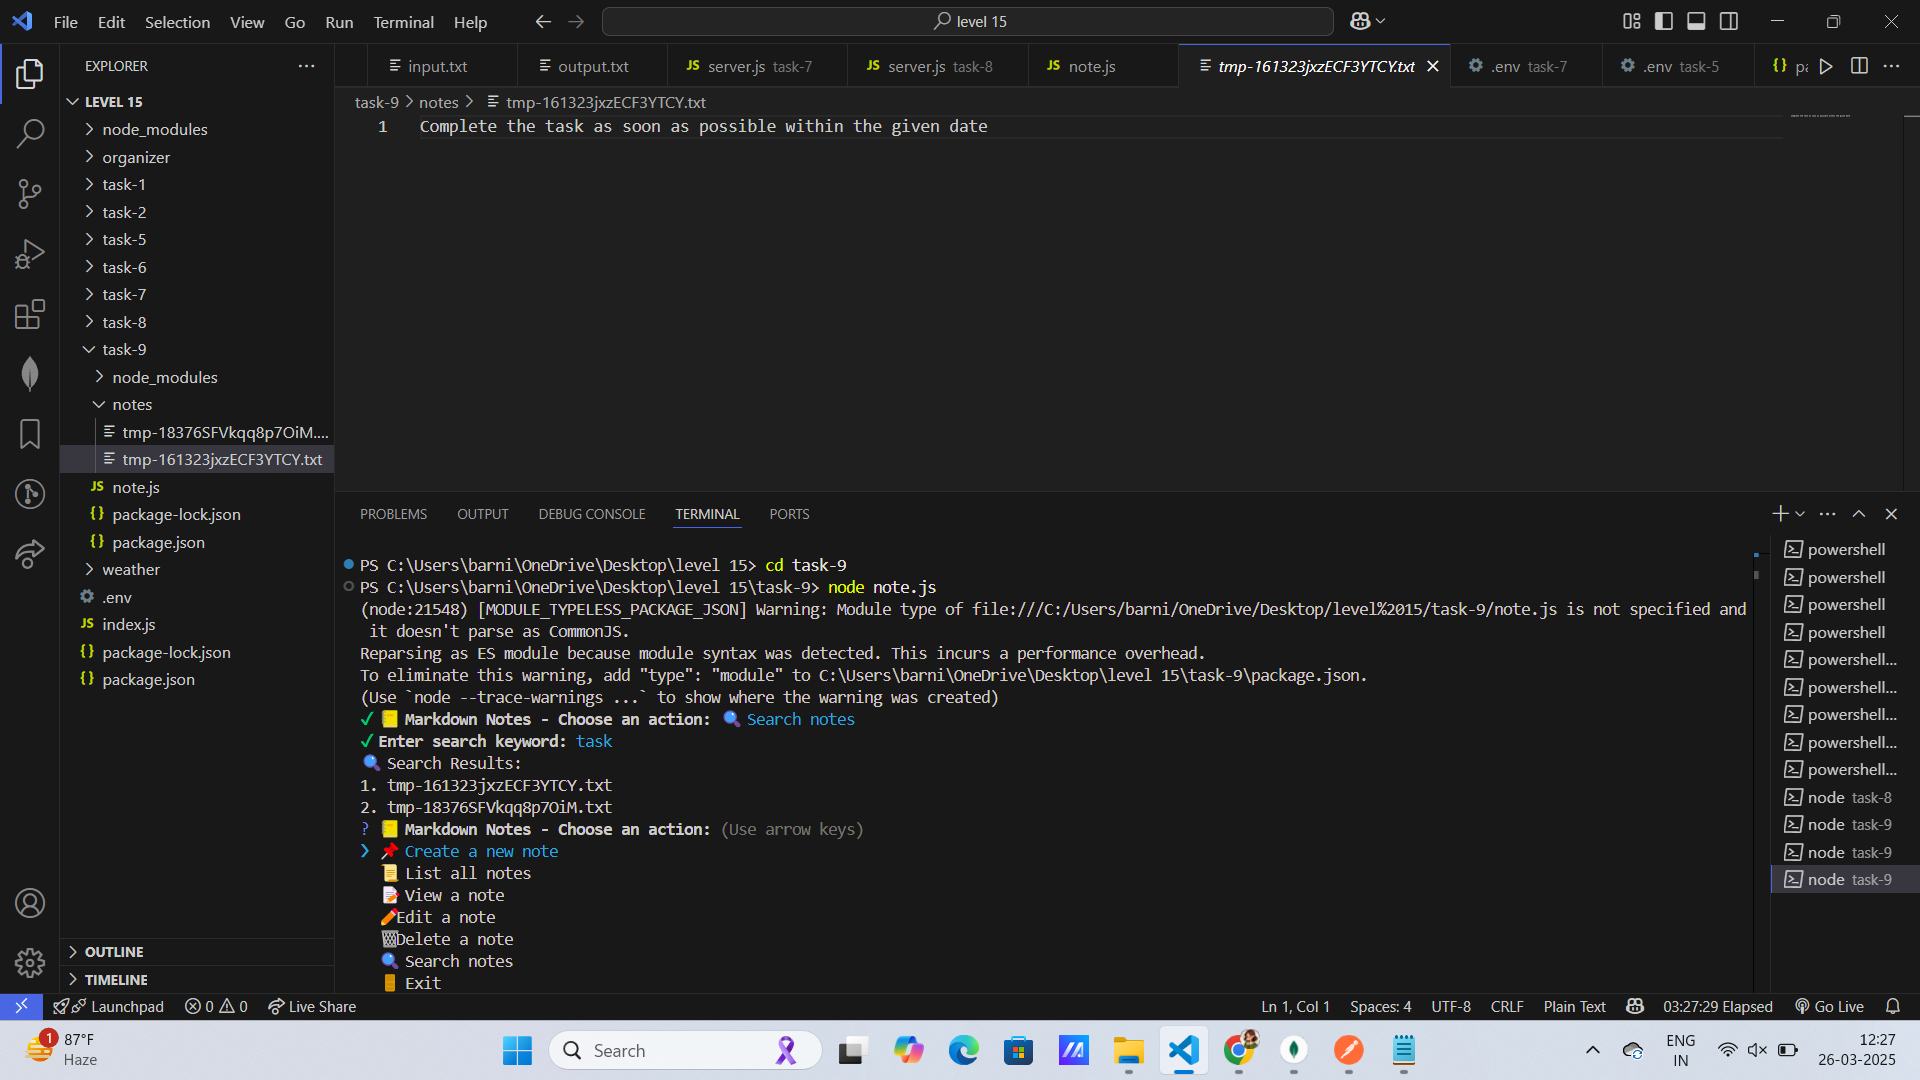 File Edit Selection View Go Run Terminal Help
level 15
EXPLORER
input.txt
output.txt
server.js task-7
server.js task-8
note.js
tmp-161323jxzECF3YTCY.txt
.env task-7
.env task-5
LEVEL 15
node_modules
organizer
task-1
task-2
task-5
task-6
task-7
task-8
task-9
node_modules
notes
tmp-18376SFVkqq8p7OiM....
tmp-161323jxzECF3YTCY.txt
note.js
package-lock.json
package.json
weather
.env
index.js
package-lock.json
package.json
OUTLINE
TIMELINE
task-9 > notes > tmp-161323jxzECF3YTCY.txt
1 Complete the task as soon as possible within the given date
PROBLEMS OUTPUT DEBUG CONSOLE TERMINAL PORTS
PS C:\Users\barni\OneDrive\Desktop\level 15> cd task-9
PS C:\Users\barni\OneDrive\Desktop\level 15\task-9> node note.js
(node:21548) [MODULE_TYPELESS_PACKAGE_JSON] Warning: Module type of file:///C:/Users/barni/OneDrive/Desktop/level%2015/task-9/note.js is not specified and
it doesn't parse as CommonJS.
Reparsing as ES module because module syntax was detected. This incurs a performance overhead.
To eliminate this warning, add "type": "module" to C:\Users\barni\OneDrive\Desktop\level 15\task-9\package.json.
(Use `node --trace-warnings ...` to show where the warning was created)
✔ 📒 Markdown Notes - Choose an action: 🔍 Search notes
✔ Enter search keyword: task
🔍 Search Results:
1. tmp-161323jxzECF3YTCY.txt
2. tmp-18376SFVkqq8p7OiM.txt
? 📒 Markdown Notes - Choose an action: (Use arrow keys)
❯ 📌 Create a new note
📜 List all notes
📝 View a note
✏️Edit a note
🗑️Delete a note
🔍 Search notes
🚪 Exit
powershell
powershell
powershell
powershell
powershell...
powershell...
powershell...
powershell...
powershell...
node task-8
node task-9
node task-9
node task-9
Launchpad 0 0 Live Share
Ln 1, Col 1 Spaces: 4 UTF-8 CRLF Plain Text 03:27:29 Elapsed Go Live
1
87°F
Haze
Search
ENG
IN
12:27
26-03-2025